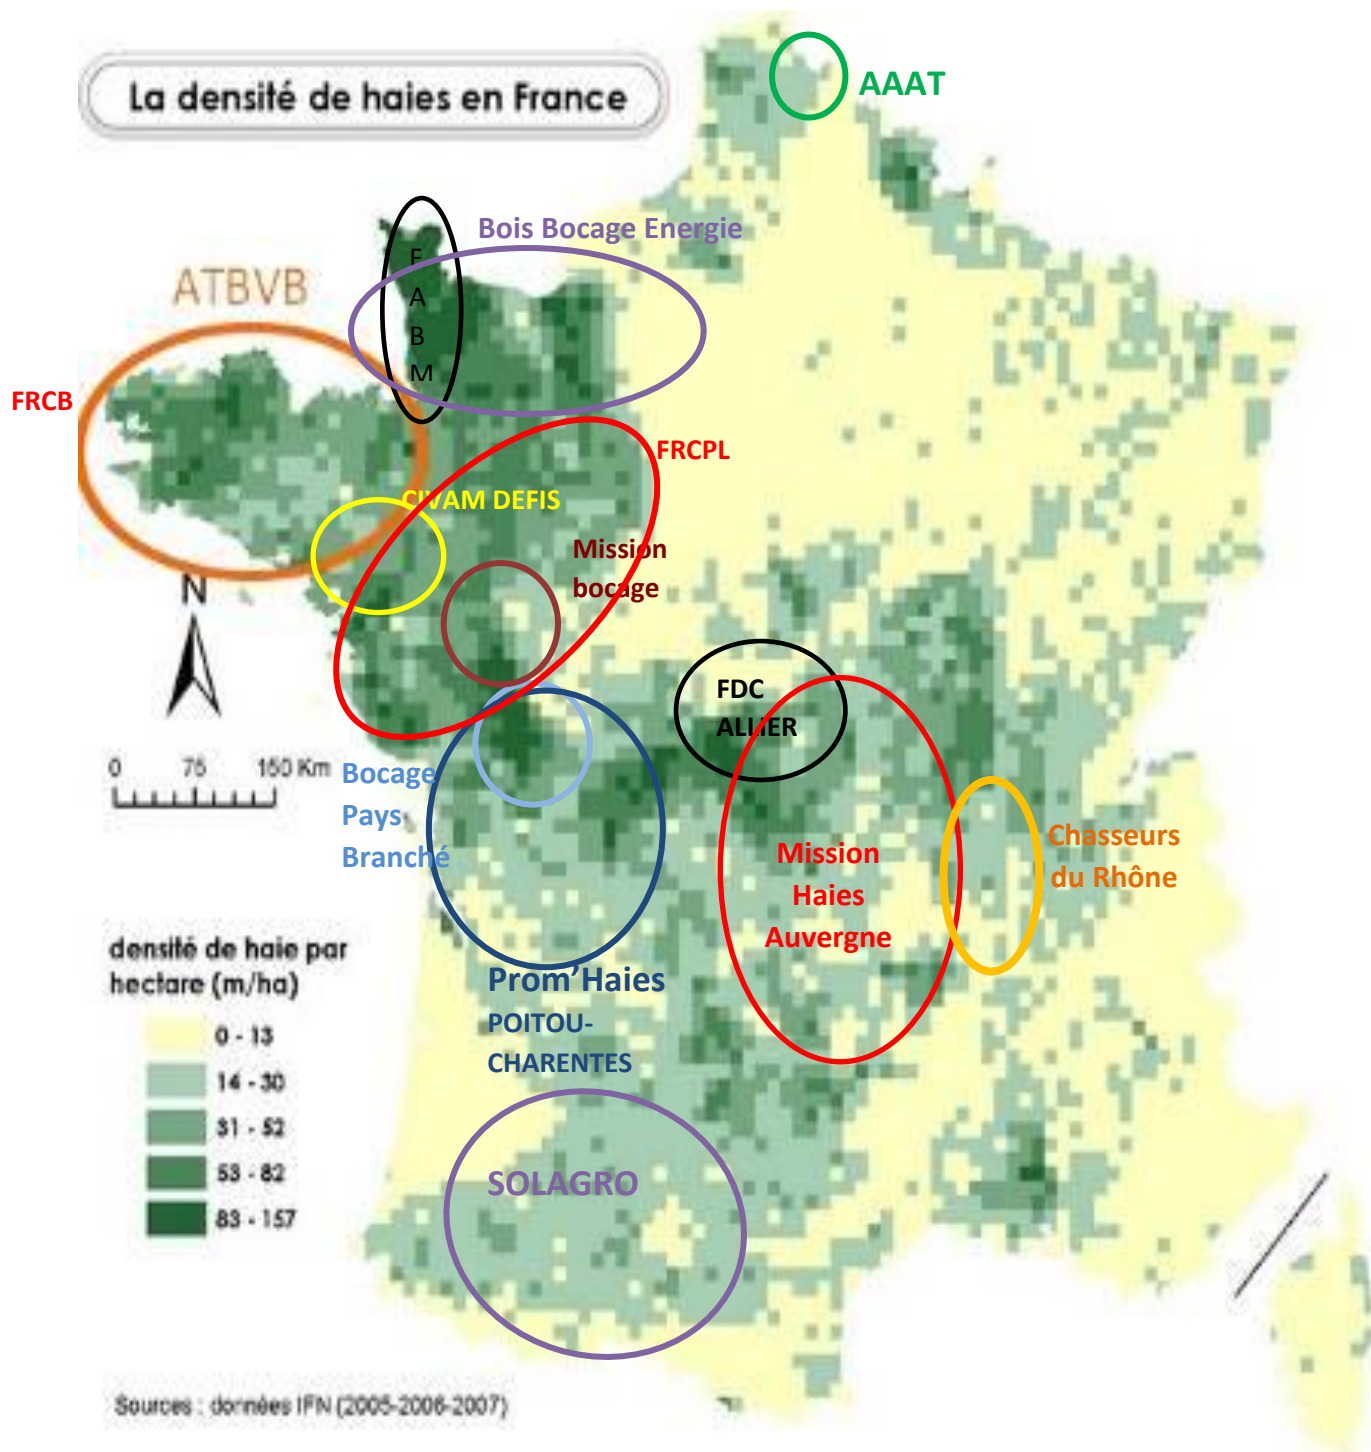 La densité de haies en France
AAAT
Bois Bocage Energie
F
A
B
M
ATBVB
FRCB
FRCPL
CIVAM DEFIS
Mission
bocage
N
FDC
ALLIER
0 75 150 Km
Bocage
Pays
Branché
Mission
Haies
Auvergne
Chasseurs
du Rhône
densité de haie par
hectare (m/ha)
0 - 13
14 - 30
31 - 52
53 - 82
83 - 157
Prom’Haies
POITOU-
CHARENTES
SOLAGRO
Sources : données IFN (2005-2006-2007)